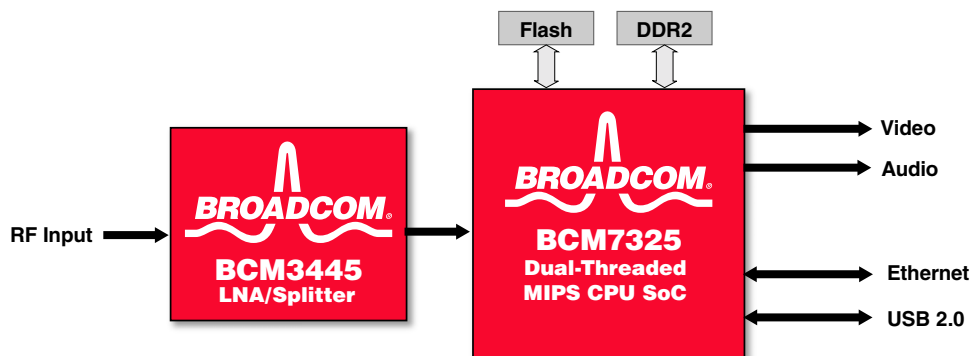 Flash
DDR2
BROADCOM®
BCM3445
LNA/Splitter
BROADCOM®
BCM7325
Dual-Threaded
MIPS CPU SoC
RF Input
Video
Audio
Ethernet
USB 2.0